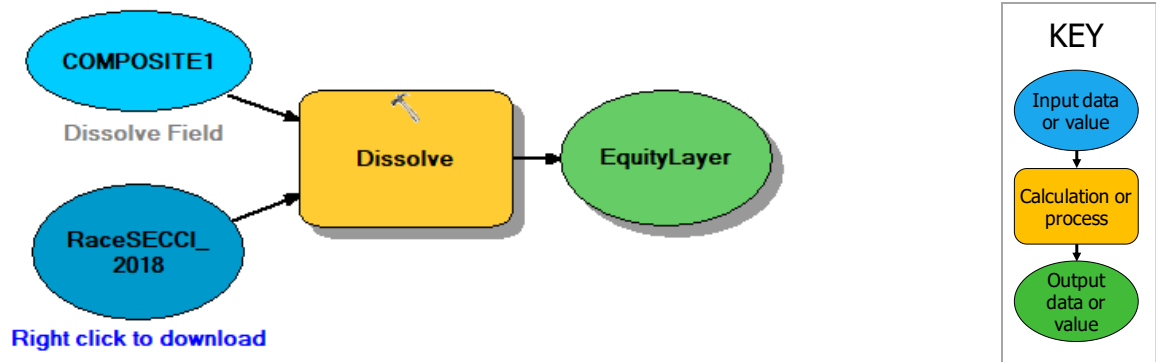 COMPOSITE1
Dissolve Field
Dissolve
EquityLayer
RaceSECCI_
2018
Right click to download
KEY
Input data
or value
Calculation or
process
Output
data or
value